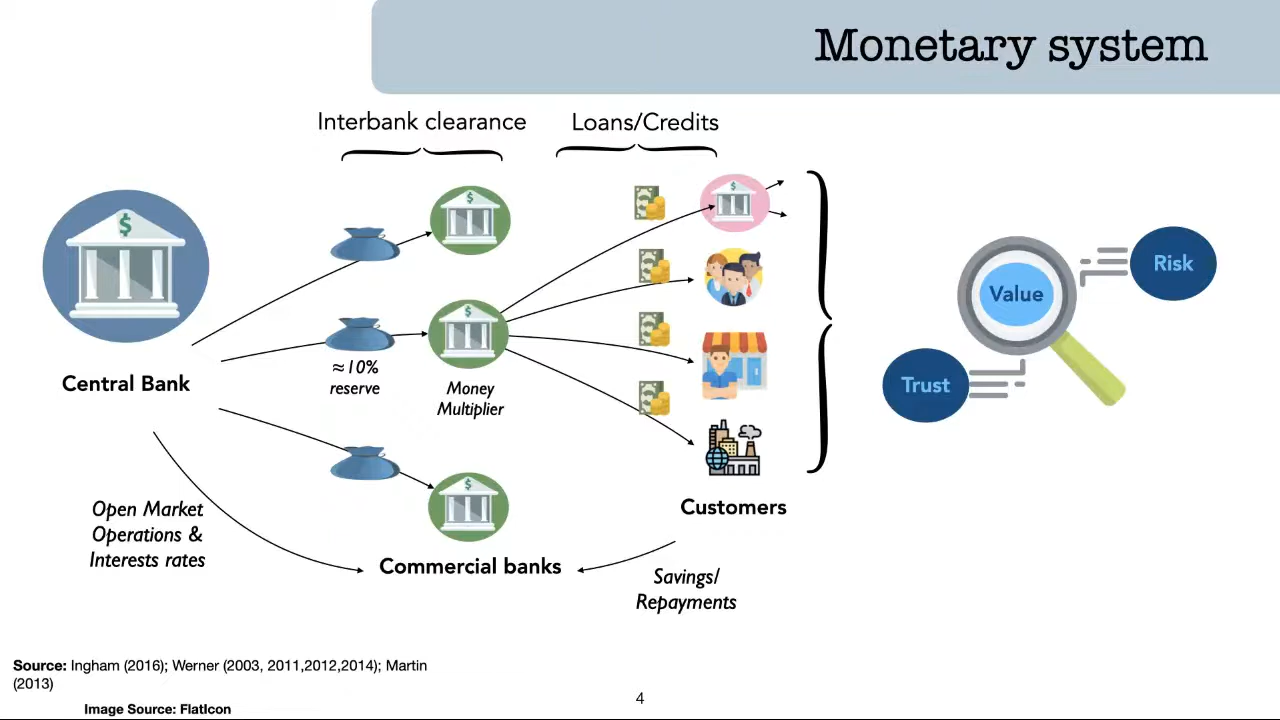 Monetary system
Interbank clearance
Loans/Credits
$
$
$
$
$
Central Bank
≈10%
reserve
Money
Multiplier
Value
Risk
Trust
Customers
Open Market
Operations &
Interests rates
Commercial banks
Savings/
Repayments
Source: Ingham (2016); Werner (2003, 2011,2012,2014); Martin
(2013)
Image Source: FlatIcon
4